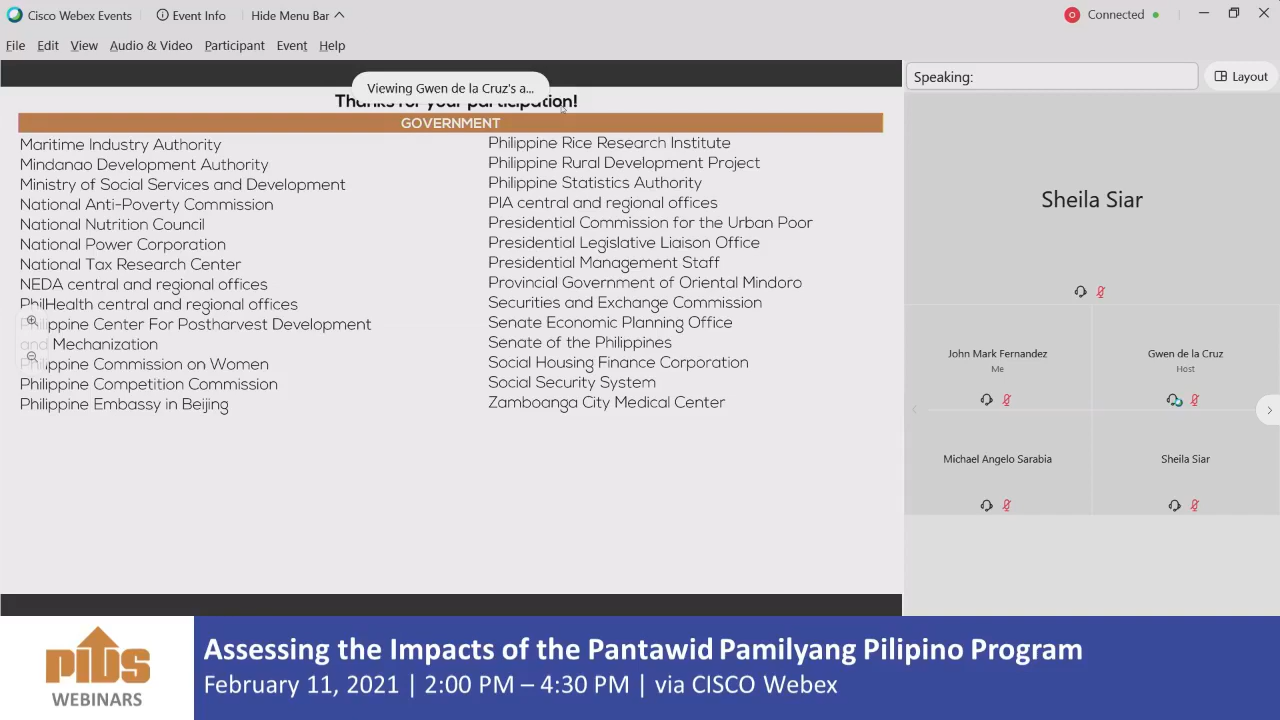 Cisco Webex Events
Event Info
Hide Menu Bar
Connected
File Edit View Audio & Video Participant Event Help
Viewing Gwen de la Cruz's a...
Thanks for your participation!
GOVERNMENT
Maritime Industry Authority
Mindanao Development Authority
Ministry of Social Services and Development
National Anti-Poverty Commission
National Nutrition Council
National Power Corporation
National Tax Research Center
NEDA central and regional offices
PhilHealth central and regional offices
Philippine Center For Postharvest Development
and Mechanization
Philippine Commission on Women
Philippine Competition Commission
Philippine Embassy in Beijing
Philippine Rice Research Institute
Philippine Rural Development Project
Philippine Statistics Authority
PIA central and regional offices
Presidential Commission for the Urban Poor
Presidential Legislative Liaison Office
Presidential Management Staff
Provincial Government of Oriental Mindoro
Securities and Exchange Commission
Senate Economic Planning Office
Senate of the Philippines
Social Housing Finance Corporation
Social Security System
Zamboanga City Medical Center
Speaking:
Layout
Sheila Siar
John Mark Fernandez
Me
Gwen de la Cruz
Host
Michael Angelo Sarabia
Sheila Siar
PIDS
WEBINARS
Assessing the Impacts of the Pantawid Pamilyang Pilipino Program
February 11, 2021 | 2:00 PM – 4:30 PM | via CISCO Webex